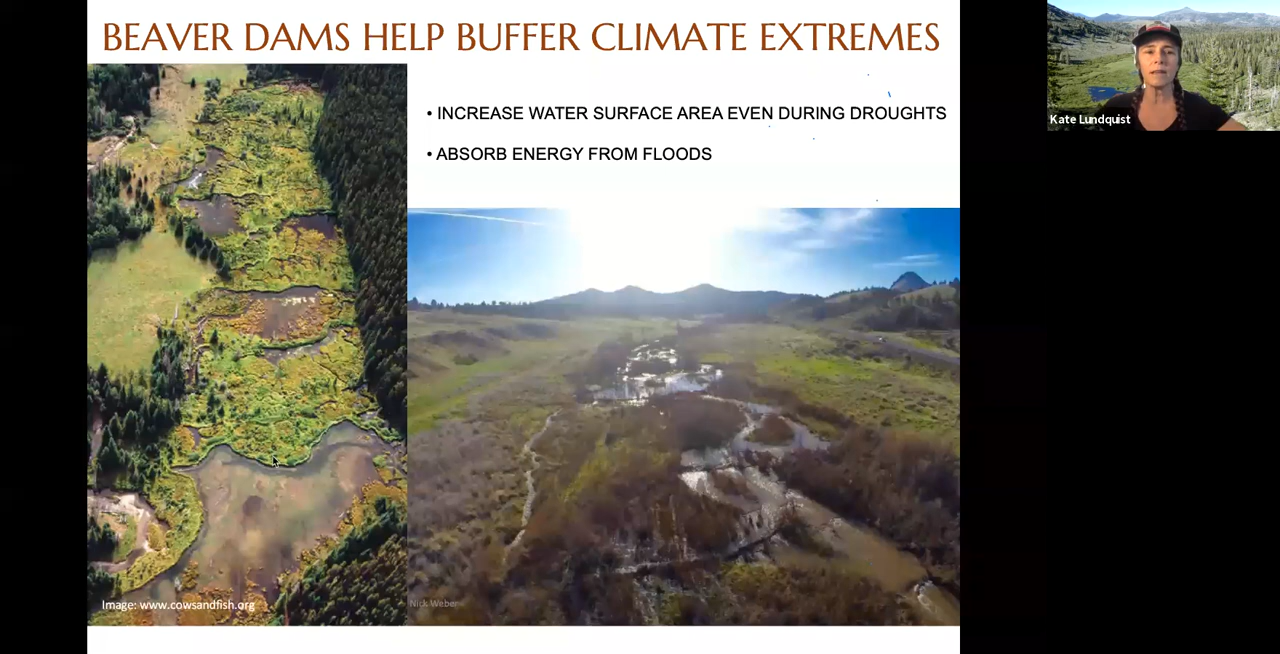 BEAVER DAMS HELP BUFFER CLIMATE EXTREMES
• INCREASE WATER SURFACE AREA EVEN DURING DROUGHTS
• ABSORB ENERGY FROM FLOODS
Kate Lundquist
Image: www.cowsandfish.org
Nick Weber